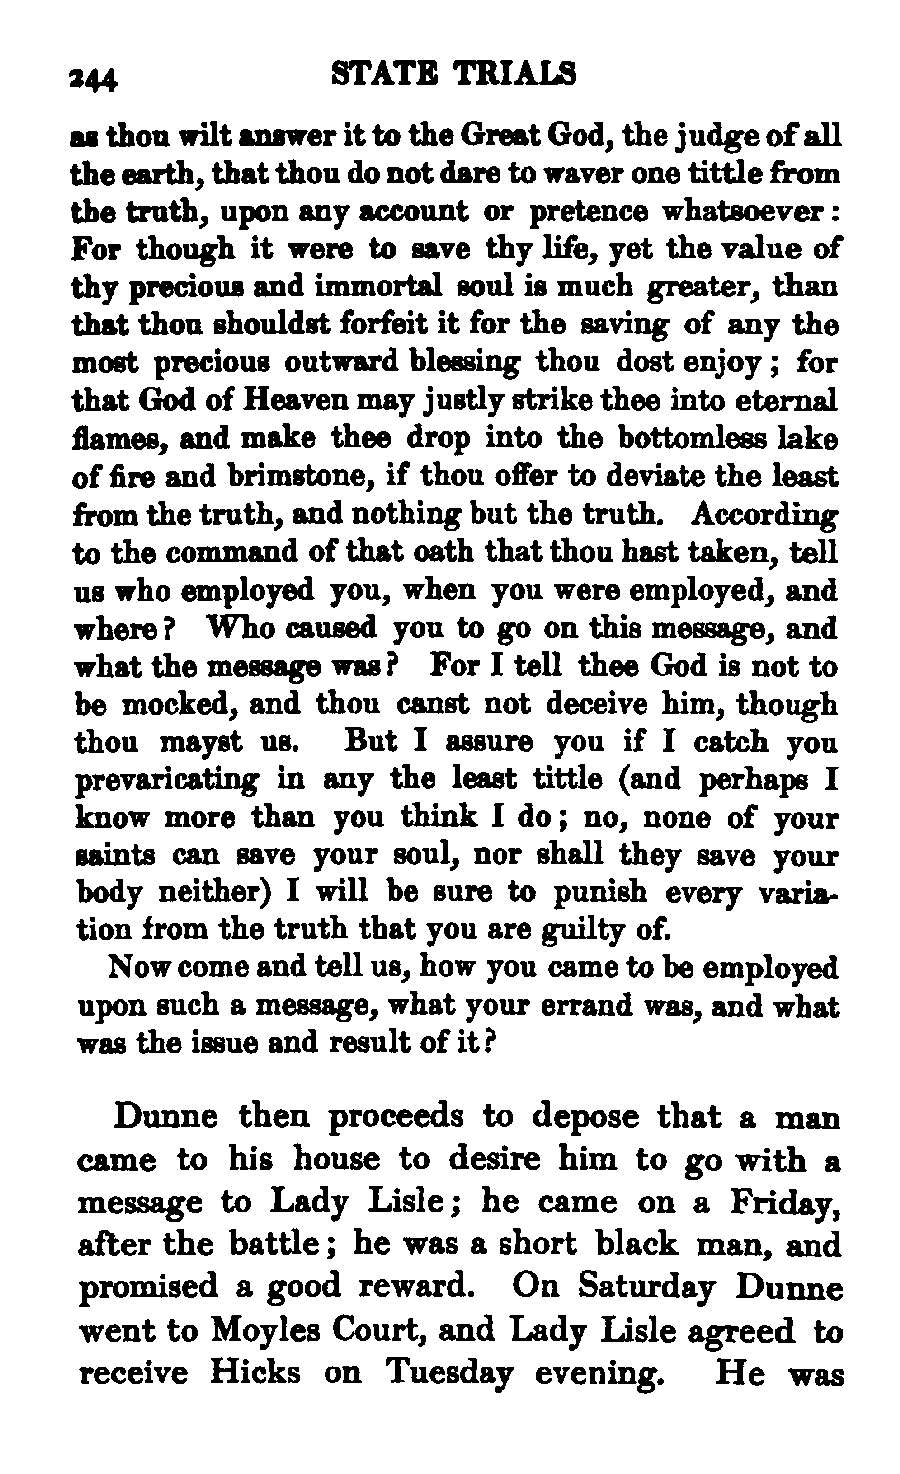 244 STATE TRIALS
as thou wilt answer it to the Great God, the judge of all
the earth, that thou do not dare to waver one tittle from
the truth, upon any account or pretence whatsoever :
For though it were to save thy life, yet the value of
thy precious and immortal soul is much greater, than
that thou shouldst forfeit it for the saving of any the
most precious outward blessing thou dost enjoy ; for
that God of Heaven may justly strike thee into eternal
flames, and make thee drop into the bottomless lake
of fire and brimstone, if thou offer to deviate the least
from the truth, and nothing but the truth. According
to the command of that oath that thou hast taken, tell
us who employed you, when you were employed, and
where ? Who caused you to go on this message, and
what the message was ? For I tell thee God is not to
be mocked, and thou canst not deceive him, though
thou mayst us. But I assure you if I catch you
prevaricating in any the least tittle (and perhaps I
know more than you think I do ; no, none of your
saints can save your soul, nor shall they save your
body neither) I will be sure to punish every varia-
tion from the truth that you are guilty of.
Now come and tell us, how you came to be employed
upon such a message, what your errand was, and what
was the issue and result of it ?
Dunne then proceeds to depose that a man
came to his house to desire him to go with a
message to Lady Lisle ; he came on a Friday,
after the battle ; he was a short black man, and
promised a good reward. On Saturday Dunne
went to Moyles Court, and Lady Lisle agreed to
receive Hicks on Tuesday evening. He was